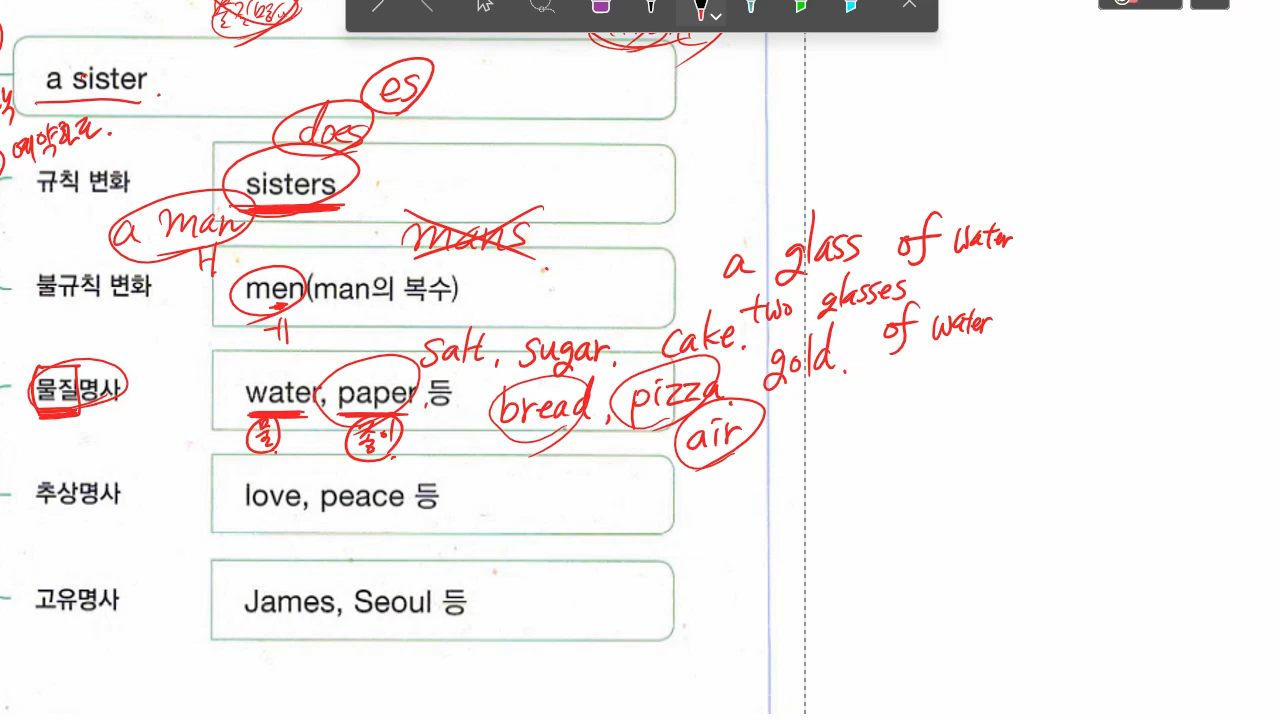 a sister
es
does
규칙 변화
sisters
a man
ㅐ
mans
불규칙 변화
men(man의 복수)
ㅔ
a glass of water
two glasses of water
salt, sugar. cake. gold.
물질명사
water, paper, 등
bread, pizza.
air
물 종이
추상명사
love, peace 등
고유명사
James, Seoul 등